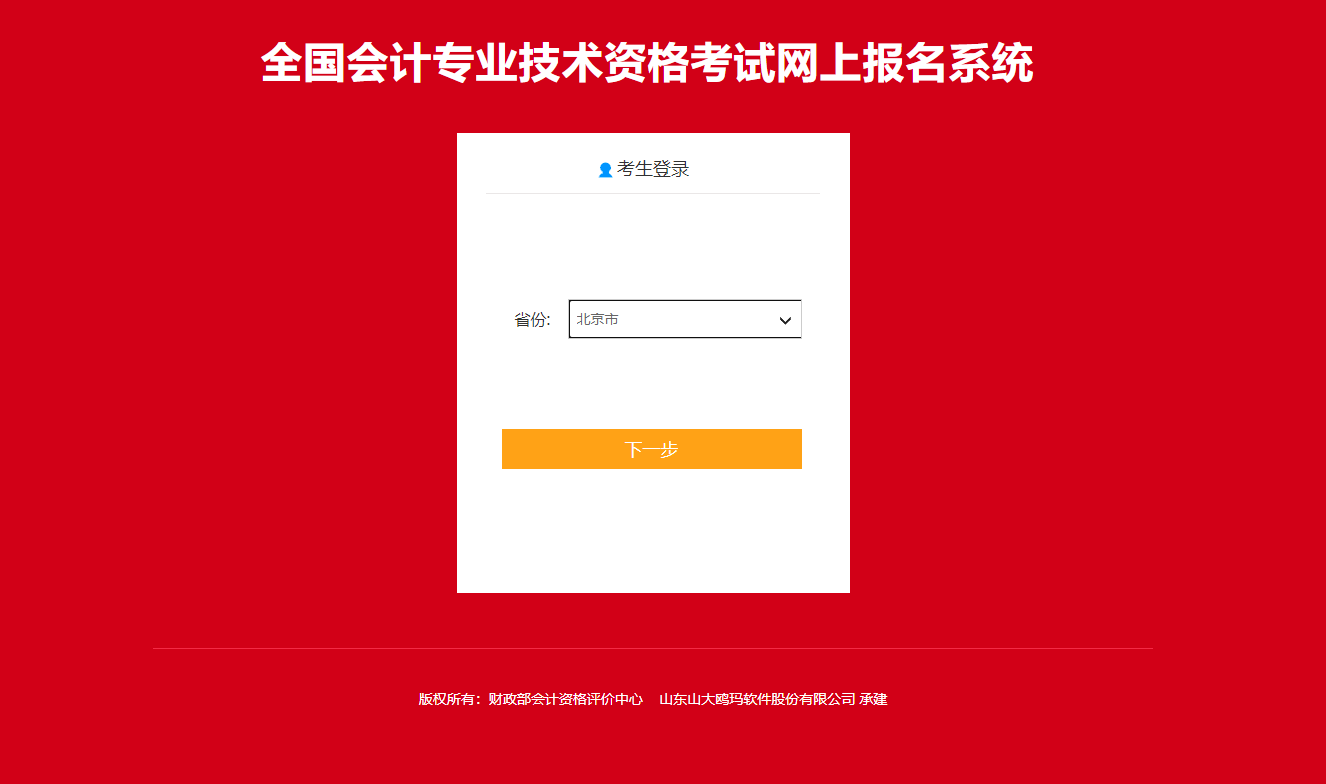 全国会计专业技术资格考试网上报名系统
考生登录
省份: 北京市
下一步
版权所有：财政部会计资格评价中心 山东山大鸥玛软件股份有限公司 承建